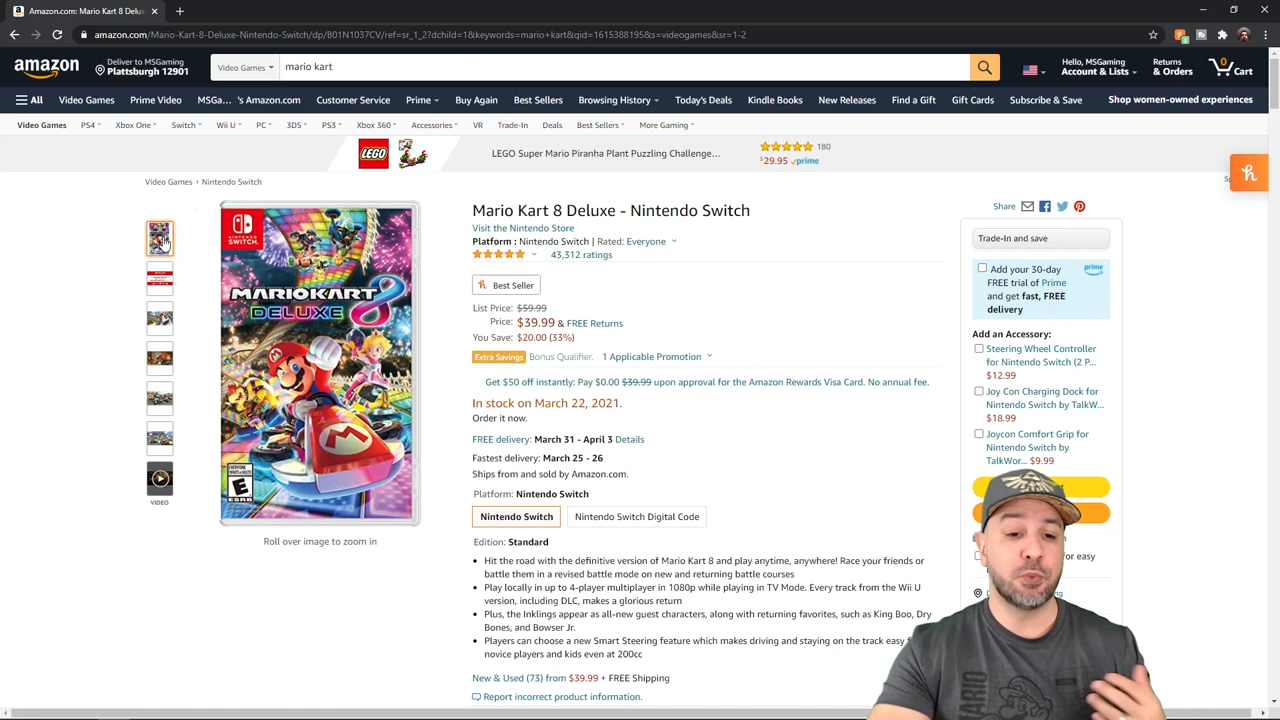 Amazon.com: Mario Kart 8 Delu
amazon.com/Mario-Kart-8-Deluxe-Nintendo-Switch/dp/B01N1037CV/ref=sr_1_2?dchild=1&keywords=mario+kart&qid=1615388195&s=videogames&sr=1-2
amazon
Deliver to MSGaming
Plattsburgh 12901
Video Games
mario kart
Hello, MSGaming
Account & Lists
Returns
& Orders
0
Cart
All
Video Games
Prime Video
MSGa...'s Amazon.com
Customer Service
Prime
Buy Again
Best Sellers
Browsing History
Today's Deals
Kindle Books
New Releases
Find a Gift
Gift Cards
Subscribe & Save
Shop women-owned experiences
Video Games
PS4
Xbox One
Switch
Wii U
PC
3DS
PS3
Xbox 360
Accessories
VR
Trade-In
Deals
Best Sellers
More Gaming
LEGO
LEGO Super Mario Piranha Plant Puzzling Challenge...
180
$29.95 prime
Video Games › Nintendo Switch
NINTENDO
SWITCH
MARIOKART 8
DELUXE
EVERYONE
E
ESRB
VIDEO
Roll over image to zoom in
Mario Kart 8 Deluxe - Nintendo Switch
Visit the Nintendo Store
Platform : Nintendo Switch | Rated: Everyone
43,312 ratings
Best Seller
List Price: $59.99
Price: $39.99 & FREE Returns
You Save: $20.00 (33%)
Extra Savings Bonus Qualifier. 1 Applicable Promotion
Get $50 off instantly: Pay $0.00 $39.99 upon approval for the Amazon Rewards Visa Card. No annual fee.
In stock on March 22, 2021.
Order it now.
FREE delivery: March 31 - April 3 Details
Fastest delivery: March 25 - 26
Ships from and sold by Amazon.com.
Platform: Nintendo Switch
Nintendo Switch
Nintendo Switch Digital Code
Edition: Standard
• Hit the road with the definitive version of Mario Kart 8 and play anytime, anywhere! Race your friends or
battle them in a revised battle mode on new and returning battle courses
• Play locally in up to 4-player multiplayer in 1080p while playing in TV Mode. Every track from the Wii U
version, including DLC, makes a glorious return
• Plus, the Inklings appear as all-new guest characters, along with returning favorites, such as King Boo, Dry
Bones, and Bowser Jr.
• Players can choose a new Smart Steering feature which makes driving and staying on the track easy
novice players and kids even at 200cc
New & Used (73) from $39.99 + FREE Shipping
Report incorrect product information.
Share
Trade-In and save
Add your 30-day
FREE trial of Prime
and get fast, FREE
delivery
prime
Add an Accessory:
Steering Wheel Controller
for Nintendo Switch (2 P...
$12.99
Joy Con Charging Dock for
Nintendo Switch by TalkW...
$18.99
Joycon Comfort Grip for
Nintendo Switch by
TalkWor... $9.99
for easy